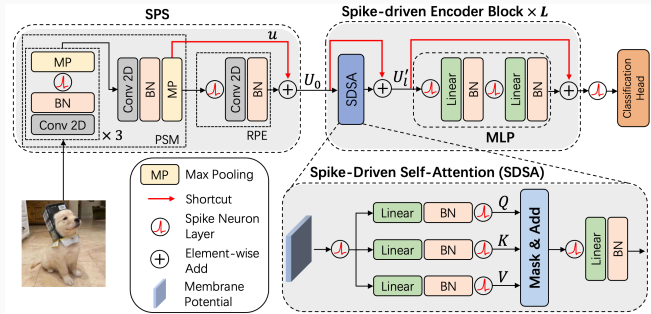 SPS
Spike-driven Encoder Block × L
MP
BN
Conv 2D
× 3
PSM
Conv 2D
BN
MP
u
Conv 2D
BN
RPE
U₀
SDSA
U′ₗ
Linear
BN
Linear
BN
MLP
Classification
Head
MP
Max Pooling
Shortcut
Spike Neuron
Layer
Element-wise
Add
Membrane
Potential
Spike-Driven Self-Attention (SDSA)
Linear
BN
Q
Linear
BN
K
Linear
BN
V
Mask & Add
Linear
BN